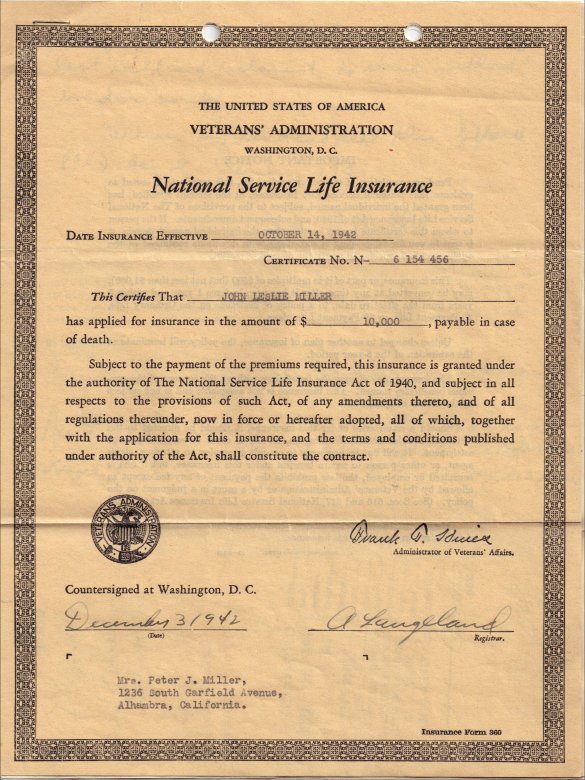 THE UNITED STATES OF AMERICA
VETERANS' ADMINISTRATION
WASHINGTON, D. C.
National Service Life Insurance
DATE INSURANCE EFFECTIVE OCTOBER 14, 1942
CERTIFICATE NO. N- 6 154 456
This Certifies That JOHN LESLIE MILLER
has applied for insurance in the amount of $ 10,000, payable in case
of death.
Subject to the payment of the premiums required, this insurance is granted under
the authority of The National Service Life Insurance Act of 1940, and subject in all
respects to the provisions of such Act, of any amendments thereto, and of all
regulations thereunder, now in force or hereafter adopted, all of which, together
with the application for this insurance, and the terms and conditions published
under authority of the Act, shall constitute the contract.
VETERANS ADMINISTRATION
Frank T. Hines
Administrator of Veterans' Affairs.
Countersigned at Washington, D. C.
December 3 1942
(Date)
A Langeland
Registrar.
Mrs. Peter J. Miller,
1236 South Garfield Avenue,
Alhambra, California.
Insurance Form 360